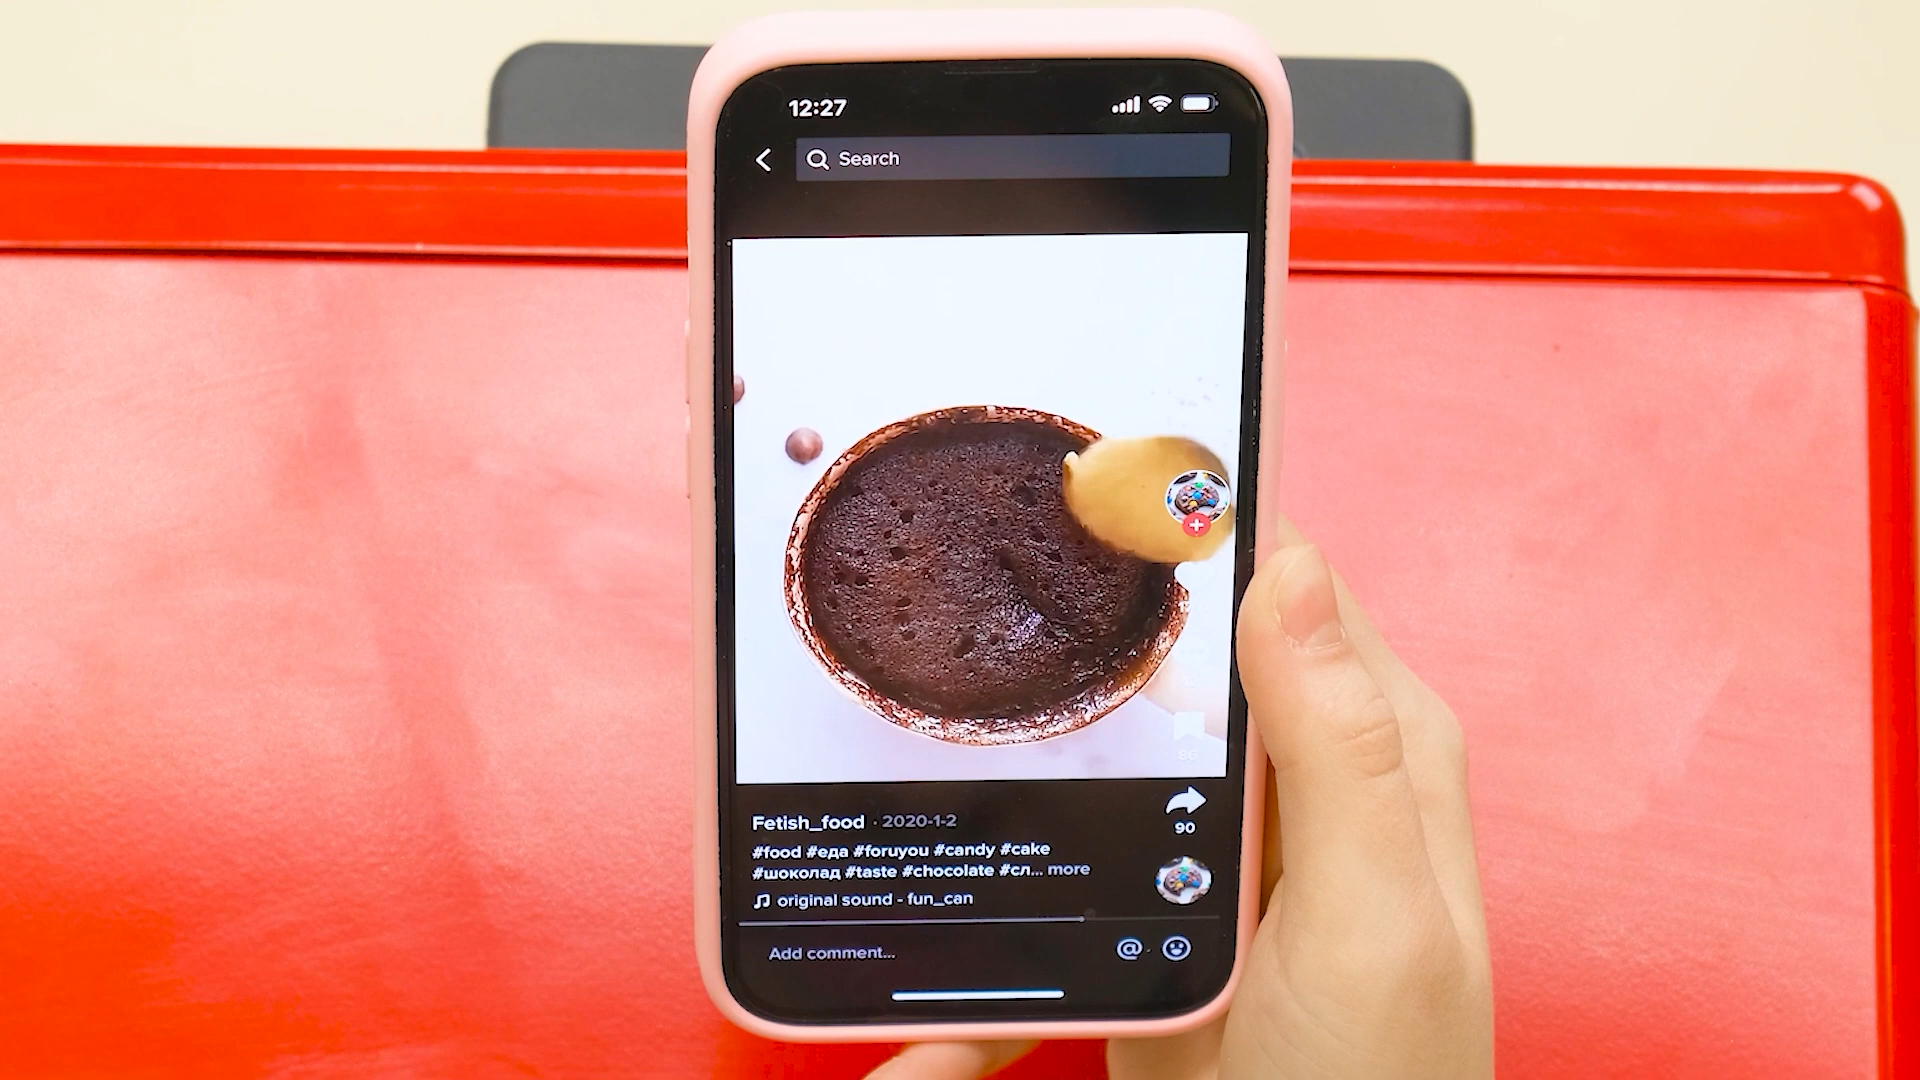 12:27
Search
86
Fetish_food · 2020-1-2
90
#food #еда #foruyou #candy #cake
#шоколад #taste #chocolate #сл... more
original sound - fun_can
Add comment...
@